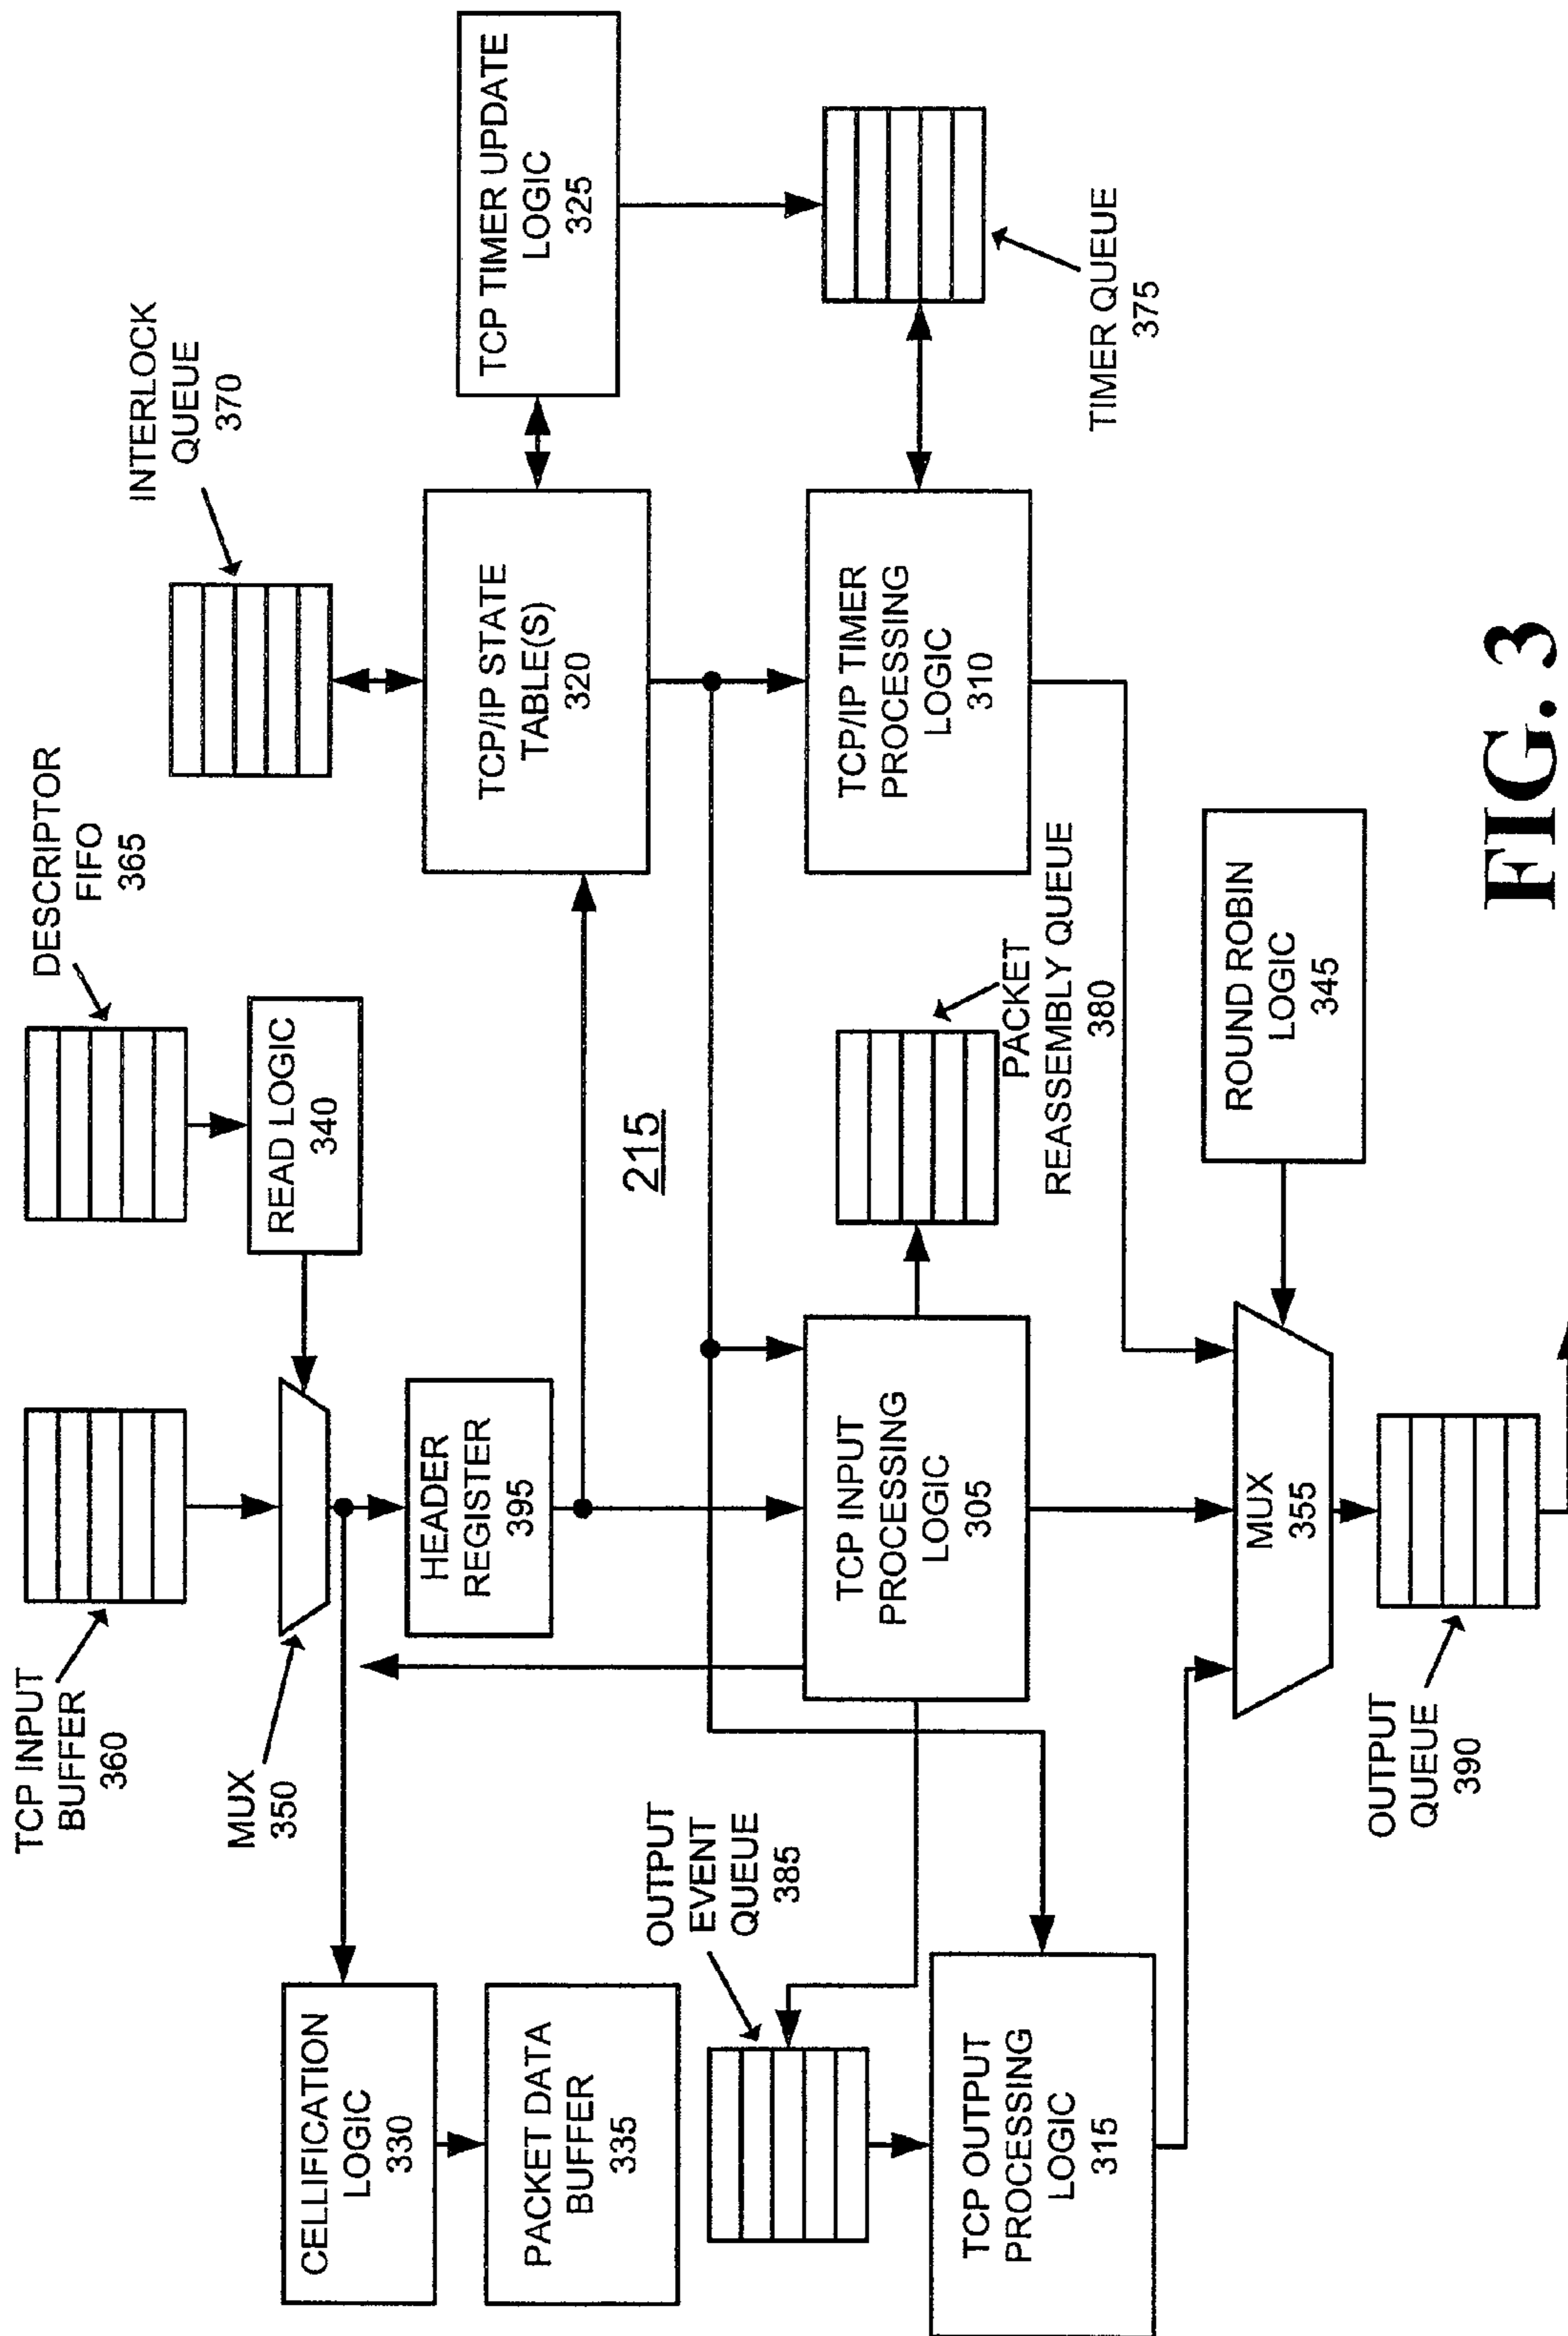 TCP INPUT
BUFFER
360
DESCRIPTOR
FIFO
365
INTERLOCK
QUEUE
370
MUX
350
READ LOGIC
340
CELLIFICATION
LOGIC
330
HEADER
REGISTER
395
TCP/IP STATE
TABLE(S)
320
TCP TIMER UPDATE
LOGIC
325
PACKET DATA
BUFFER
335
215
OUTPUT
EVENT
QUEUE
385
TCP INPUT
PROCESSING
LOGIC
305
PACKET
REASSEMBLY QUEUE
380
TCP/IP TIMER
PROCESSING
LOGIC
310
TIMER QUEUE
375
TCP OUTPUT
PROCESSING
LOGIC
315
MUX
355
ROUND ROBIN
LOGIC
345
OUTPUT
QUEUE
390
FIG. 3